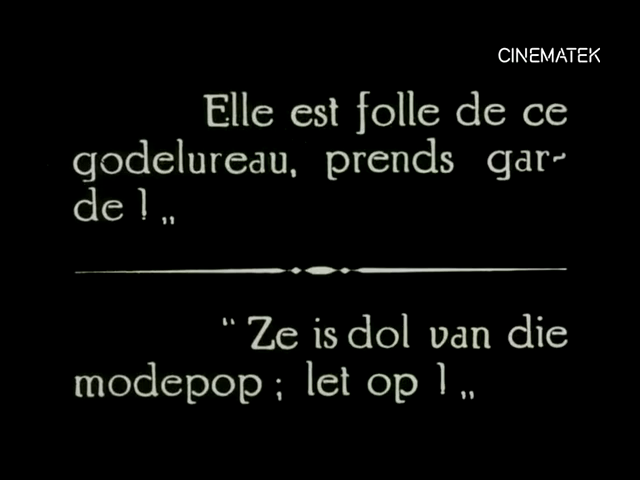 CINEMATEK
Elle est folle de ce
godelureau, prends gar-
de ! „
“ Ze is dol van die
modepop ; let op ! „